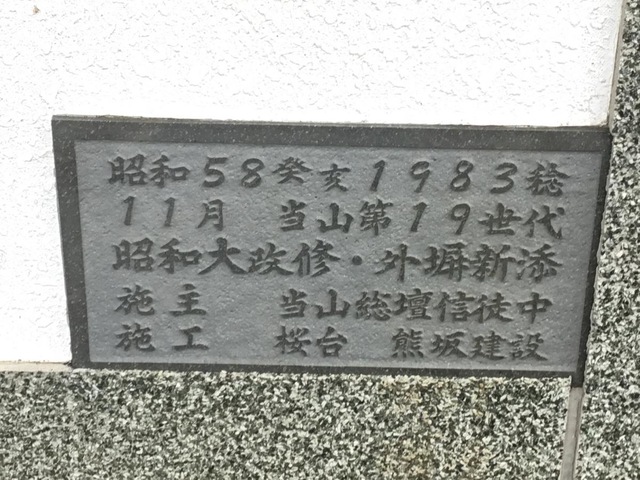 昭和58癸亥1983稔
11月 当山第19世代
昭和大改修・外塀新添
施主 当山総壇信徒中
施工 桜台 熊坂建設